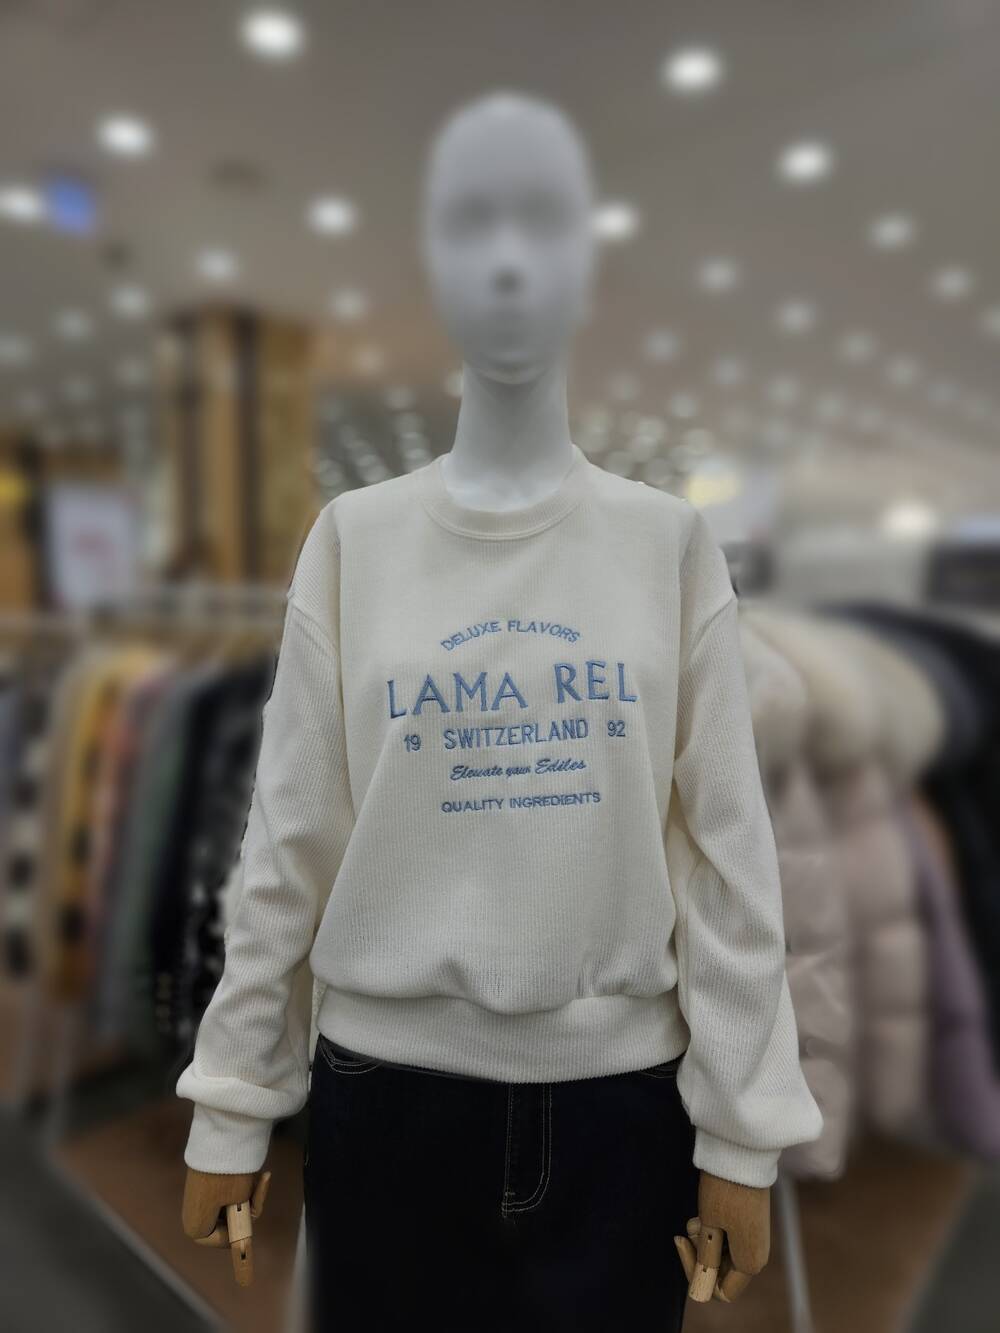 DELUXE FLAVORS
LAMA REL
19 SWITZERLAND 92
Elevate your Ediles
QUALITY INGREDIENTS